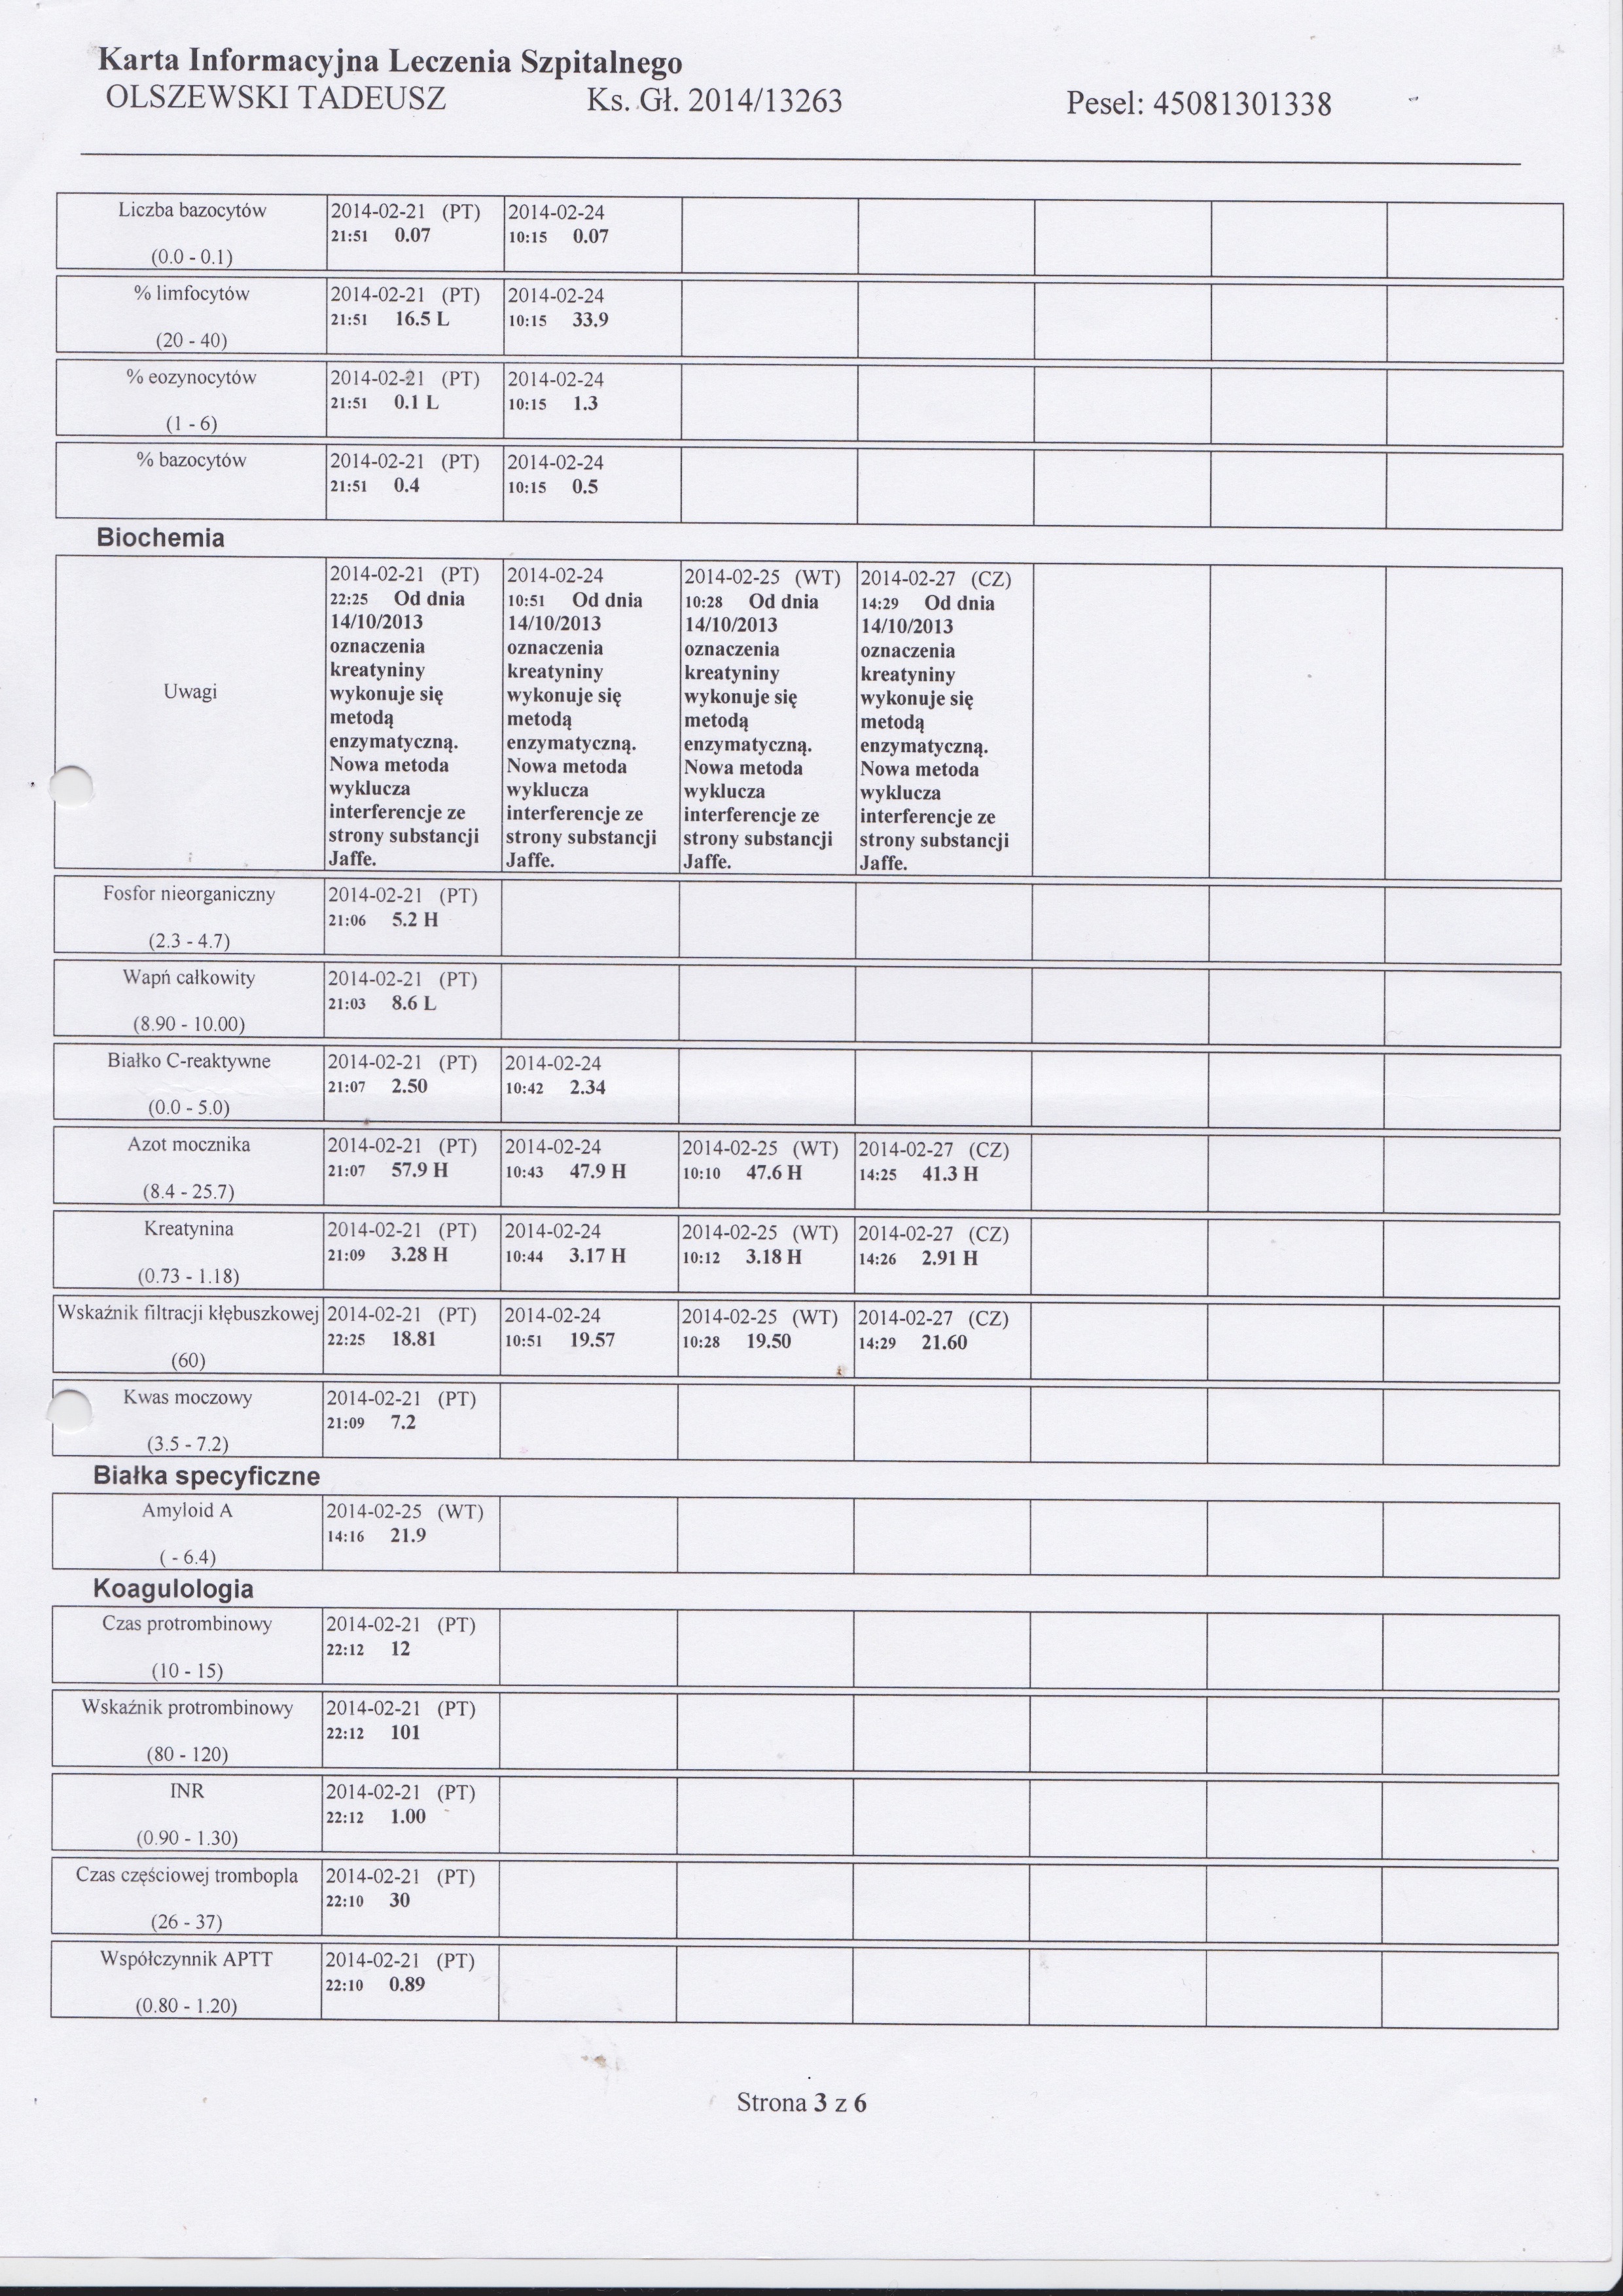 Karta Informacyjna Leczenia Szpitalnego
OLSZEWSKI TADEUSZ Ks. Gł. 2014/13263 Pesel: 45081301338
Liczba bazocytów 2014-02-21 (PT) 2014-02-24
21:51 0.07 10:15 0.07
(0.0 - 0.1)
% limfocytów 2014-02-21 (PT) 2014-02-24
21:51 16.5 L 10:15 33.9
(20 - 40)
% eozynocytów 2014-02-21 (PT) 2014-02-24
21:51 0.1 L 10:15 1.3
(1 - 6)
% bazocytów 2014-02-21 (PT) 2014-02-24
21:51 0.4 10:15 0.5
Biochemia
Uwagi
2014-02-21 (PT)
22:25 Od dnia
14/10/2013
oznaczenia
kreatyniny
wykonuje się
metodą
enzymatyczną.
Nowa metoda
wyklucza
interferencje ze
strony substancji
Jaffe.
2014-02-24
10:51 Od dnia
14/10/2013
oznaczenia
kreatyniny
wykonuje się
metodą
enzymatyczną.
Nowa metoda
wyklucza
interferencje ze
strony substancji
Jaffe.
2014-02-25 (WT)
10:28 Od dnia
14/10/2013
oznaczenia
kreatyniny
wykonuje się
metodą
enzymatyczną.
Nowa metoda
wyklucza
interferencje ze
strony substancji
Jaffe.
2014-02-27 (CZ)
14:29 Od dnia
14/10/2013
oznaczenia
kreatyniny
wykonuje się
metodą
enzymatyczną.
Nowa metoda
wyklucza
interferencje ze
strony substancji
Jaffe.
Fosfor nieorganiczny 2014-02-21 (PT)
21:06 5.2 H
(2.3 - 4.7)
Wapń całkowity 2014-02-21 (PT)
21:03 8.6 L
(8.90 - 10.00)
Białko C-reaktywne 2014-02-21 (PT) 2014-02-24
21:07 2.50 10:42 2.34
(0.0 - 5.0)
Azot mocznika 2014-02-21 (PT) 2014-02-24 2014-02-25 (WT) 2014-02-27 (CZ)
21:07 57.9 H 10:43 47.9 H 10:10 47.6 H 14:25 41.3 H
(8.4 - 25.7)
Kreatynina 2014-02-21 (PT) 2014-02-24 2014-02-25 (WT) 2014-02-27 (CZ)
21:09 3.28 H 10:44 3.17 H 10:12 3.18 H 14:26 2.91 H
(0.73 - 1.18)
Wskaźnik filtracji kłębuszkowej 2014-02-21 (PT) 2014-02-24 2014-02-25 (WT) 2014-02-27 (CZ)
22:25 18.81 10:51 19.57 10:28 19.50 14:29 21.60
(60)
Kwas moczowy 2014-02-21 (PT)
21:09 7.2
(3.5 - 7.2)
Białka specyficzne
Amyloid A 2014-02-25 (WT)
14:16 21.9
( - 6.4)
Koagulologia
Czas protrombinowy 2014-02-21 (PT)
22:12 12
(10 - 15)
Wskaźnik protrombinowy 2014-02-21 (PT)
22:12 101
(80 - 120)
INR 2014-02-21 (PT)
22:12 1.00
(0.90 - 1.30)
Czas częściowej trombopla 2014-02-21 (PT)
22:10 30
(26 - 37)
Współczynnik APTT 2014-02-21 (PT)
22:10 0.89
(0.80 - 1.20)
Strona 3 z 6